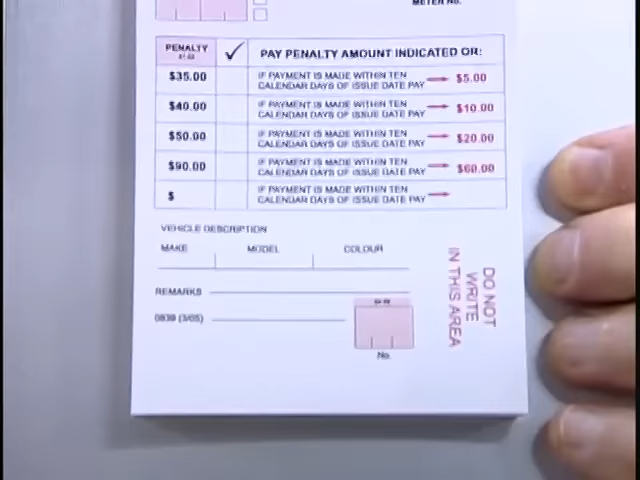 METER NO.
PENALTY ✓ PAY PENALTY AMOUNT INDICATED OR:
$35.00 IF PAYMENT IS MADE WITHIN TEN
CALENDAR DAYS OF ISSUE DATE PAY → $5.00
$40.00 IF PAYMENT IS MADE WITHIN TEN
CALENDAR DAYS OF ISSUE DATE PAY → $10.00
$50.00 IF PAYMENT IS MADE WITHIN TEN
CALENDAR DAYS OF ISSUE DATE PAY → $20.00
$90.00 IF PAYMENT IS MADE WITHIN TEN
CALENDAR DAYS OF ISSUE DATE PAY → $60.00
$ IF PAYMENT IS MADE WITHIN TEN
CALENDAR DAYS OF ISSUE DATE PAY →
VEHICLE DESCRIPTION
MAKE MODEL COLOUR
REMARKS
0839 (3/05)
No.
DO NOT
WRITE
IN THIS AREA